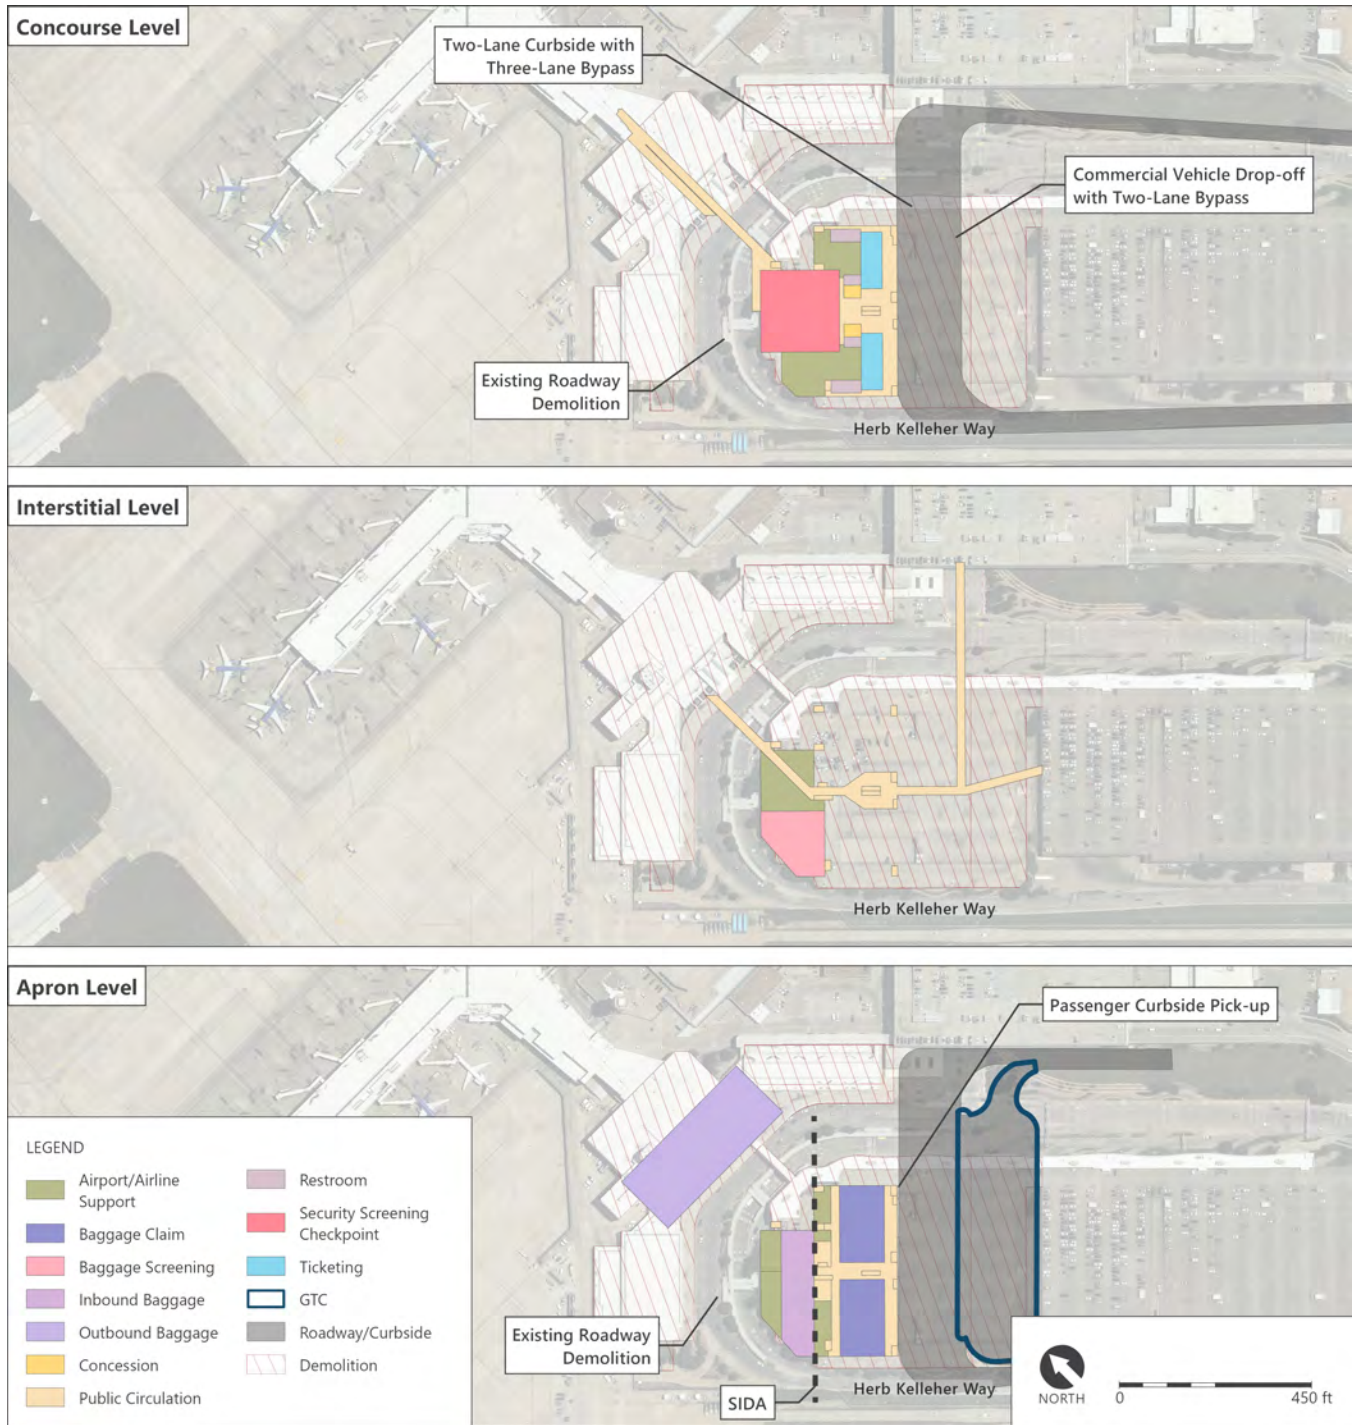 Concourse Level
Two-Lane Curbside with
Three-Lane Bypass
Commercial Vehicle Drop-off
with Two-Lane Bypass
Existing Roadway
Demolition
Herb Kelleher Way
Interstitial Level
Herb Kelleher Way
Apron Level
Passenger Curbside Pick-up
LEGEND
Airport/Airline
Support
Baggage Claim
Baggage Screening
Inbound Baggage
Outbound Baggage
Concession
Public Circulation
Restroom
Security Screening
Checkpoint
Ticketing
GTC
Roadway/Curbside
Demolition
Existing Roadway
Demolition
SIDA
Herb Kelleher Way
NORTH
0 450 ft